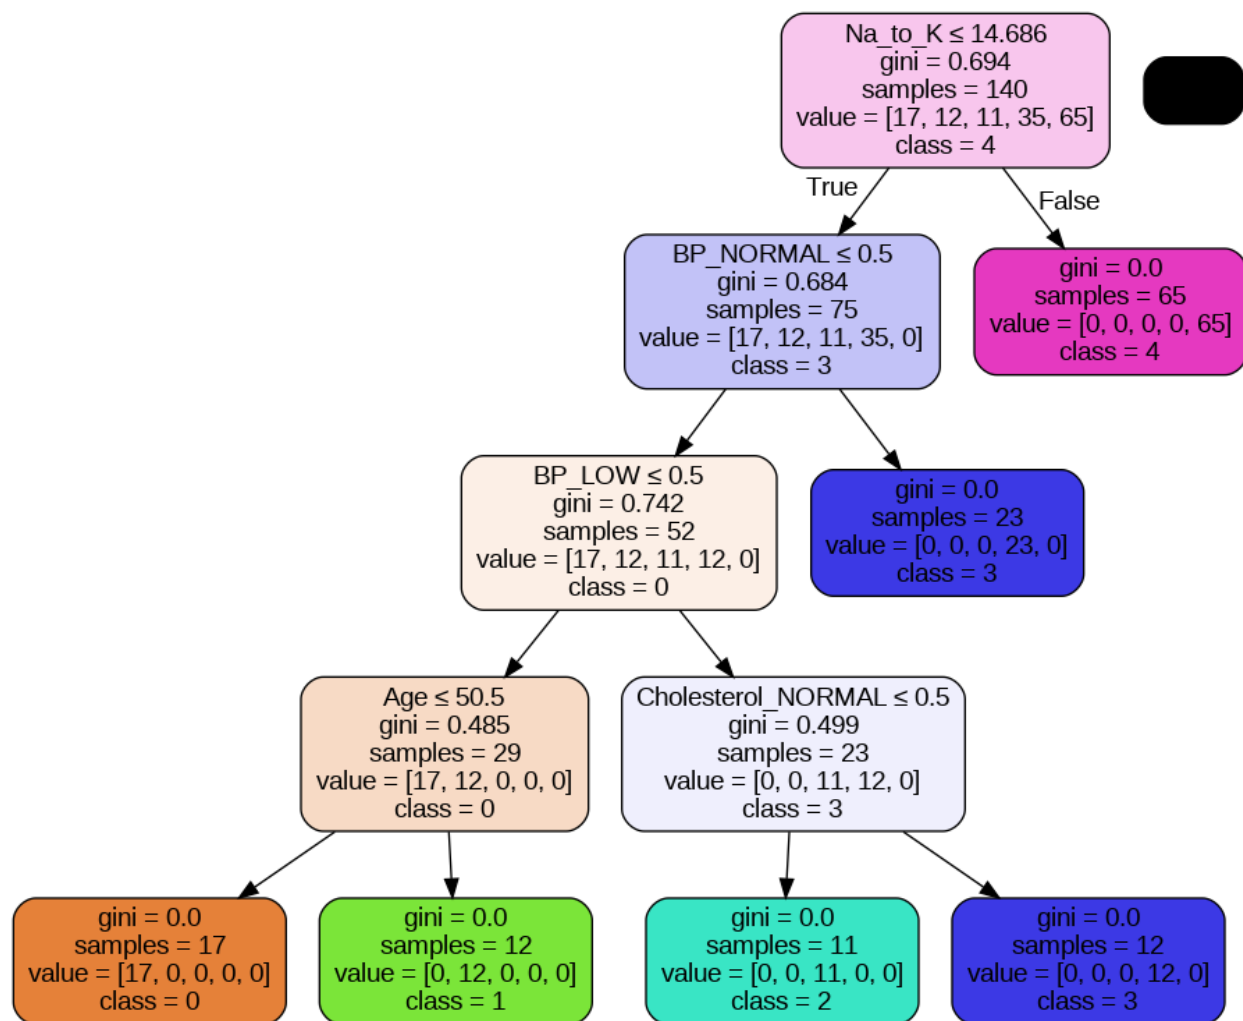 Na_to_K ≤ 14.686
gini = 0.694
samples = 140
value = [17, 12, 11, 35, 65]
class = 4
True
False
BP_NORMAL ≤ 0.5
gini = 0.684
samples = 75
value = [17, 12, 11, 35, 0]
class = 3
gini = 0.0
samples = 65
value = [0, 0, 0, 0, 65]
class = 4
BP_LOW ≤ 0.5
gini = 0.742
samples = 52
value = [17, 12, 11, 12, 0]
class = 0
gini = 0.0
samples = 23
value = [0, 0, 0, 23, 0]
class = 3
Age ≤ 50.5
gini = 0.485
samples = 29
value = [17, 12, 0, 0, 0]
class = 0
Cholesterol_NORMAL ≤ 0.5
gini = 0.499
samples = 23
value = [0, 0, 11, 12, 0]
class = 3
gini = 0.0
samples = 17
value = [17, 0, 0, 0, 0]
class = 0
gini = 0.0
samples = 12
value = [0, 12, 0, 0, 0]
class = 1
gini = 0.0
samples = 11
value = [0, 0, 11, 0, 0]
class = 2
gini = 0.0
samples = 12
value = [0, 0, 0, 12, 0]
class = 3